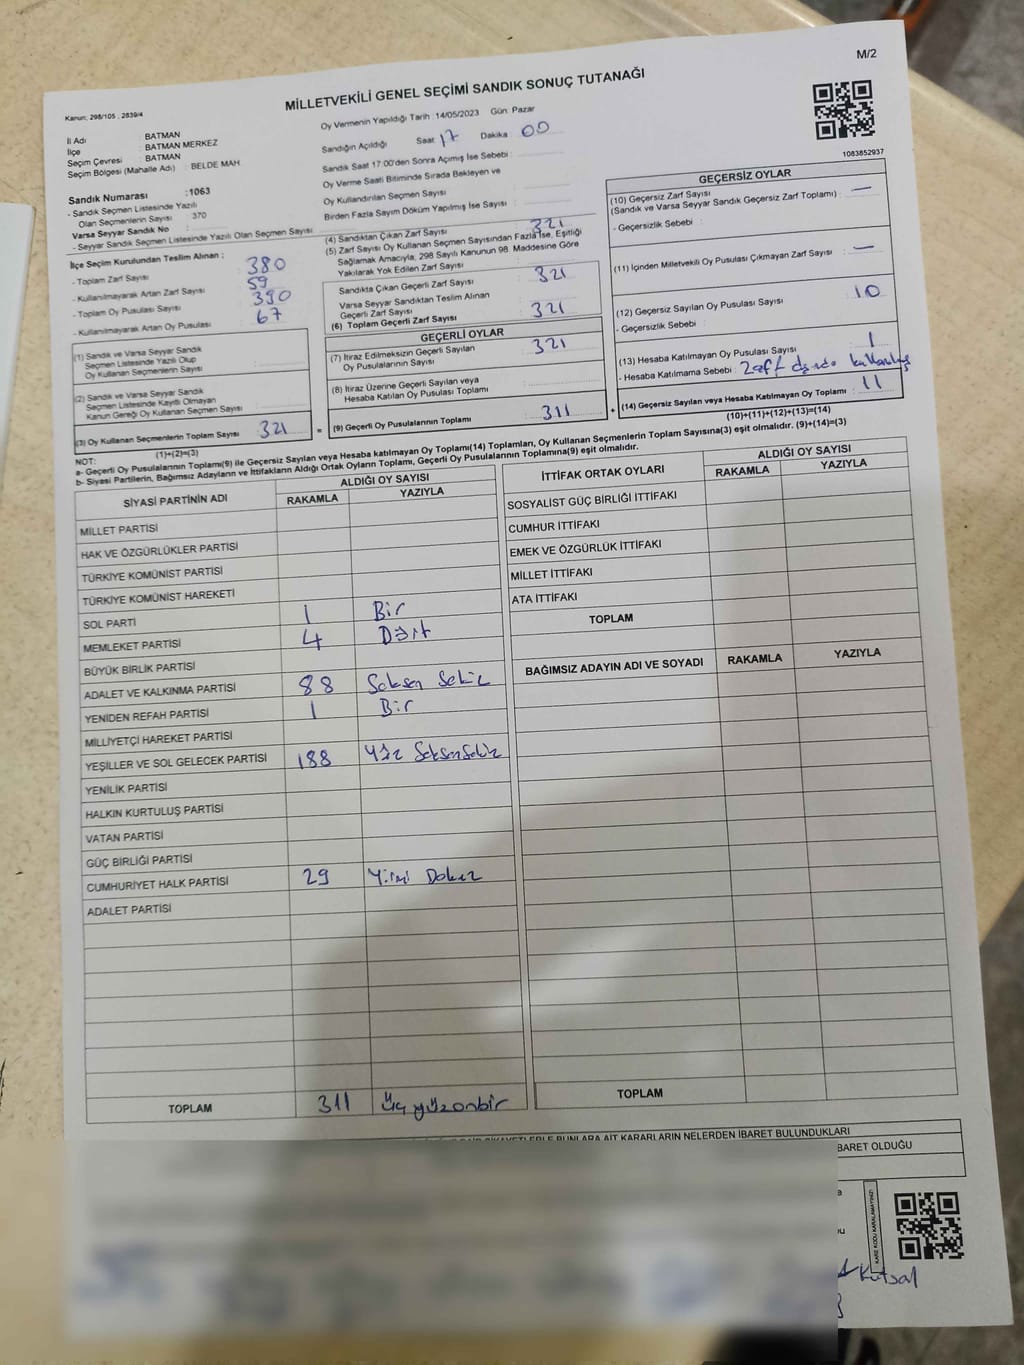 M/2
MİLLETVEKİLİ GENEL SEÇİMİ SANDIK SONUÇ TUTANAĞI
Kanun: 298/105 , 2839/4
İl Adı BATMAN
İlçe BATMAN MERKEZ
Seçim Çevresi BATMAN
Seçim Bölgesi (Mahalle Adı) : BELDE MAH
Sandık Numarası :1063
- Sandık Seçmen Listesinde Yazılı
Olan Seçmenlerin Sayısı : 370
Varsa Seyyar Sandık No :
- Seyyar Sandık Seçmen Listesinde Yazılı Olan Seçmen Sayısı :
Oy Vermenin Yapıldığı Tarih : 14/05/2023 Gün: Pazar
Sandığın Açıldığı Saat 17 Dakika 00
Sandık Saat 17:00'den Sonra Açımış İse Sebebi :
Oy Verme Saati Bitiminde Sırada Bekleyen ve
Oy Kullandırılan Seçmen Sayısı :
Birden Fazla Sayım Döküm Yapılmış İse Sayısı :
1083852937
İlçe Seçim Kurulundan Teslim Alınan ;
- Toplam Zarf Sayısı : 380
- Kullanılmayarak Artan Zarf Sayısı : 59
- Toplam Oy Pusulası Sayısı : 390
- Kullanılmayarak Artan Oy Pusulası : 67
(1) Sandık ve Varsa Seyyar Sandık
Seçmen Listesinde Yazılı Olup
Oy Kullanan Seçmenlerin Sayısı :
(2) Sandık ve Varsa Seyyar Sandık
Seçmen Listesinde Kayıtlı Olmayan
Kanun Gereği Oy Kullanan Seçmen Sayısı :
(3) Oy Kullanan Seçmenlerin Toplam Sayısı : 321
(1)+(2)=(3)
(4) Sandıktan Çıkan Zarf Sayısı : 321
(5) Zarf Sayısı Oy Kullanan Seçmen Sayısından Fazla İse, Eşitliği
Sağlamak Amacıyla, 298 Sayılı Kanunun 98. Maddesine Göre
Yakılarak Yok Edilen Zarf Sayısı :
Sandıkta Çıkan Geçerli Zarf Sayısı : 321
Varsa Seyyar Sandıktan Teslim Alınan
Geçerli Zarf Sayısı :
(6) Toplam Geçerli Zarf Sayısı : 321
GEÇERLİ OYLAR
(7) İtiraz Edilmeksizin Geçerli Sayılan
Oy Pusulalarının Sayısı : 321
(8) İtiraz Üzerine Geçerli Sayılan veya
Hesaba Katılan Oy Pusulası Toplamı :
= (9) Geçerli Oy Pusulalarının Toplamı : 311 +
GEÇERSİZ OYLAR
(10) Geçersiz Zarf Sayısı
(Sandık ve Varsa Seyyar Sandık Geçersiz Zarf Toplamı) : —
- Geçersizlik Sebebi :
(11) İçinden Milletvekili Oy Pusulası Çıkmayan Zarf Sayısı : —
(12) Geçersiz Sayılan Oy Pusulası Sayısı : 10
- Geçersizlik Sebebi :
(13) Hesaba Katılmayan Oy Pusulası Sayısı : 1
- Hesaba Katılmama Sebebi : Zarf dışında kullanılmış
(14) Geçersiz Sayılan veya Hesaba Katılmayan Oy Toplamı : 11
(10)+(11)+(12)+(13)=(14)
NOT:
a- Geçerli Oy Pusulalarının Toplamı(9) ile Geçersiz Sayılan veya Hesaba katılmayan Oy Toplamı(14) Toplamları, Oy Kullanan Seçmenlerin Toplam Sayısına(3) eşit olmalıdır. (9)+(14)=(3)
b- Siyasi Partilerin, Bağımsız Adayların ve İttifakların Aldığı Ortak Oyların Toplamı, Geçerli Oy Pusulalarının Toplamına(9) eşit olmalıdır.
SİYASİ PARTİNİN ADI
ALDIĞI OY SAYISI
RAKAMLA YAZIYLA
MİLLET PARTİSİ
HAK VE ÖZGÜRLÜKLER PARTİSİ
TÜRKİYE KOMÜNİST PARTİSİ
TÜRKİYE KOMÜNİST HAREKETİ
SOL PARTİ 1 Bir
MEMLEKET PARTİSİ 4 Dört
BÜYÜK BİRLİK PARTİSİ
ADALET VE KALKINMA PARTİSİ 88 Seksen Sekiz
YENİDEN REFAH PARTİSİ 1 Bir
MİLLİYETÇİ HAREKET PARTİSİ
YEŞİLLER VE SOL GELECEK PARTİSİ 188 Yüz Seksensekiz
YENİLİK PARTİSİ
HALKIN KURTULUŞ PARTİSİ
VATAN PARTİSİ
GÜÇ BİRLİĞİ PARTİSİ
CUMHURİYET HALK PARTİSİ 29 Yirmi Dokuz
ADALET PARTİSİ
TOPLAM 311 üçyüzonbir
İTTİFAK ORTAK OYLARI
ALDIĞI OY SAYISI
RAKAMLA YAZIYLA
SOSYALİST GÜÇ BİRLİĞİ İTTİFAKI
CUMHUR İTTİFAKI
EMEK VE ÖZGÜRLÜK İTTİFAKI
MİLLET İTTİFAKI
ATA İTTİFAKI
TOPLAM
BAĞIMSIZ ADAYIN ADI VE SOYADI RAKAMLA YAZIYLA
TOPLAM
BUNLARA AİT KARARLARIN NELERDEN İBARET BULUNDUKLARI
BARET OLDUĞU
KARE KODU KARALAMAYINIZ!
Kutsal